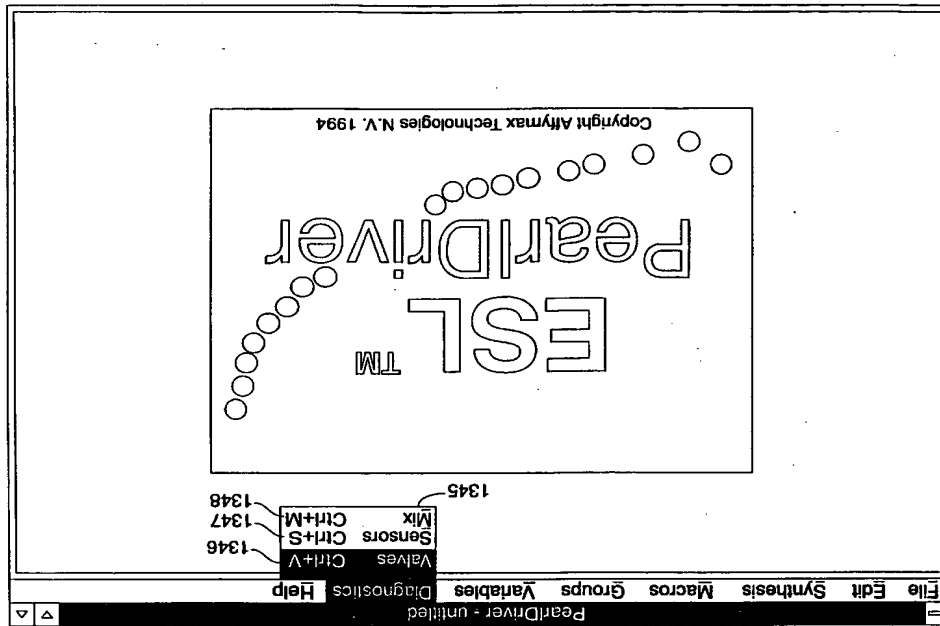 PearlDriver - untitled
File Edit Synthesis Macros Groups Variables Diagnostics Help
Valves Ctrl+V 1346
Sensors Ctrl+S 1347
Mix Ctrl+M 1348
1345
ESL TM
PearlDriver
Copyright Affymax Technologies N.V. 1994